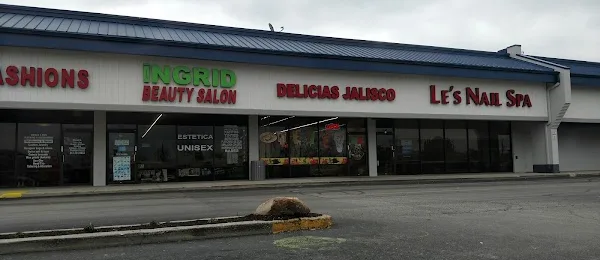 ASHIONS
INGRID
BEAUTY SALON
DELICIAS JALISCO
LE'S NAIL SPA
ESTETICA
UNISEX